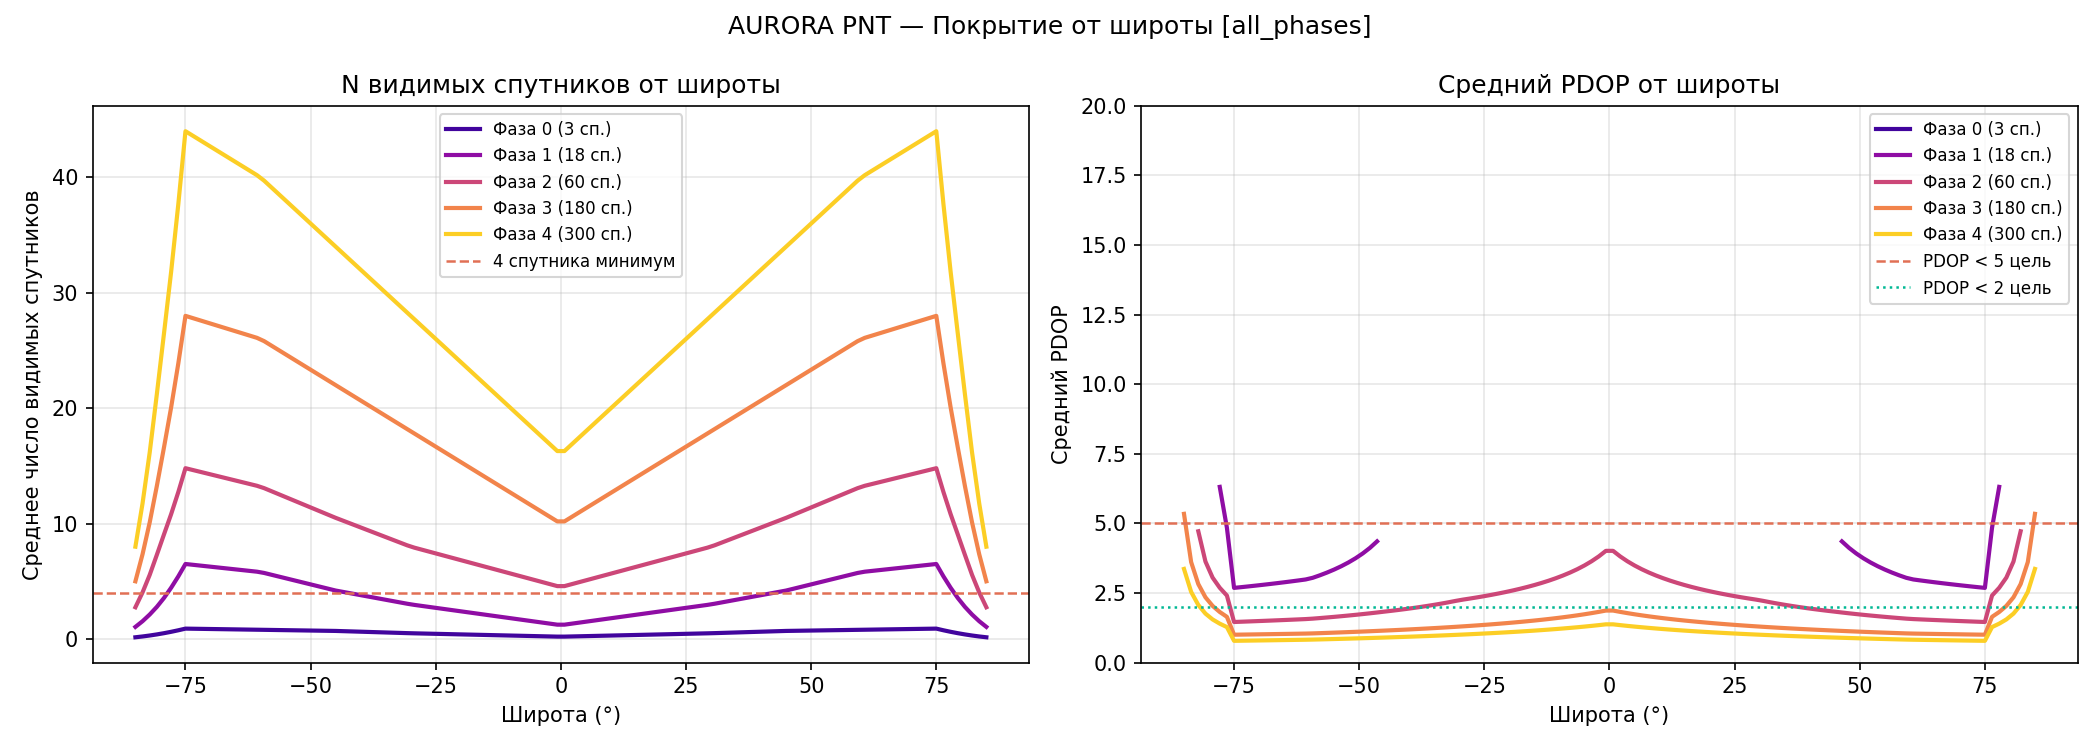 AURORA PNT — Покрытие от широты [all_phases]
N видимых спутников от широты
Среднее число видимых спутников
40
30
20
10
0
Фаза 0 (3 сп.)
Фаза 1 (18 сп.)
Фаза 2 (60 сп.)
Фаза 3 (180 сп.)
Фаза 4 (300 сп.)
4 спутника минимум
−75 −50 −25 0 25 50 75
Широта (°)
Средний PDOP от широты
Средний PDOP
20.0
17.5
15.0
12.5
10.0
7.5
5.0
2.5
0.0
Фаза 0 (3 сп.)
Фаза 1 (18 сп.)
Фаза 2 (60 сп.)
Фаза 3 (180 сп.)
Фаза 4 (300 сп.)
PDOP < 5 цель
PDOP < 2 цель
−75 −50 −25 0 25 50 75
Широта (°)